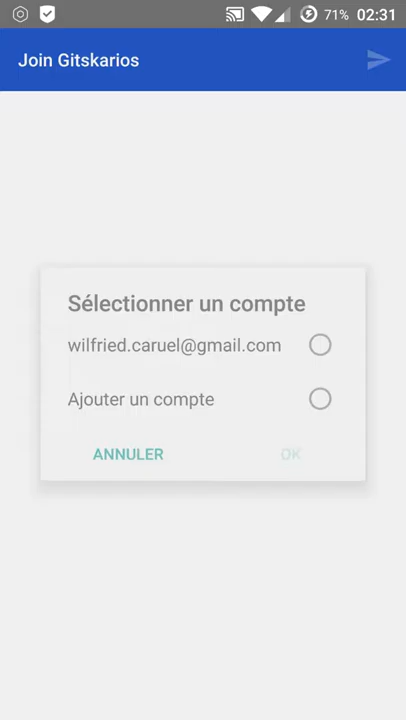 71% 02:31
Join Gitskarios
Sélectionner un compte
wilfried.caruel@gmail.com
Ajouter un compte
ANNULER OK